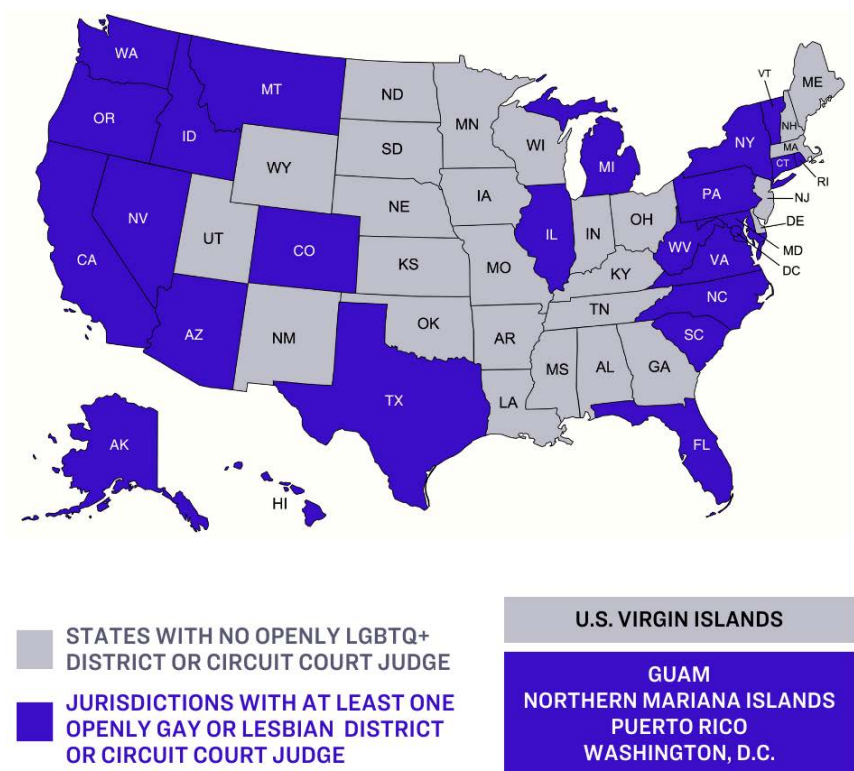 WA
MT
ND
MN
VT
ME
OR
ID
SD
WI
NH
NY
MA
WY
MI
CT
RI
IA
PA
NJ
NV
NE
OH
DE
UT
IL
IN
CA
CO
WV
MD
VA
KS
MO
DC
KY
NC
TN
AZ
NM
OK
AR
SC
MS
AL
GA
TX
LA
AK
FL
HI
STATES WITH NO OPENLY LGBTQ+
DISTRICT OR CIRCUIT COURT JUDGE
JURISDICTIONS WITH AT LEAST ONE
OPENLY GAY OR LESBIAN DISTRICT
OR CIRCUIT COURT JUDGE
U.S. VIRGIN ISLANDS
GUAM
NORTHERN MARIANA ISLANDS
PUERTO RICO
WASHINGTON, D.C.